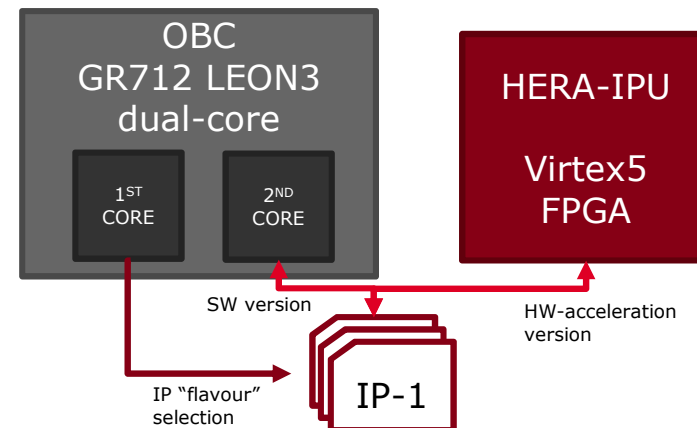 OBC
GR712 LEON3
dual-core
1ST
CORE
2ND
CORE
HERA-IPU
Virtex5
FPGA
SW version
HW-acceleration
version
IP “flavour”
selection
IP-1